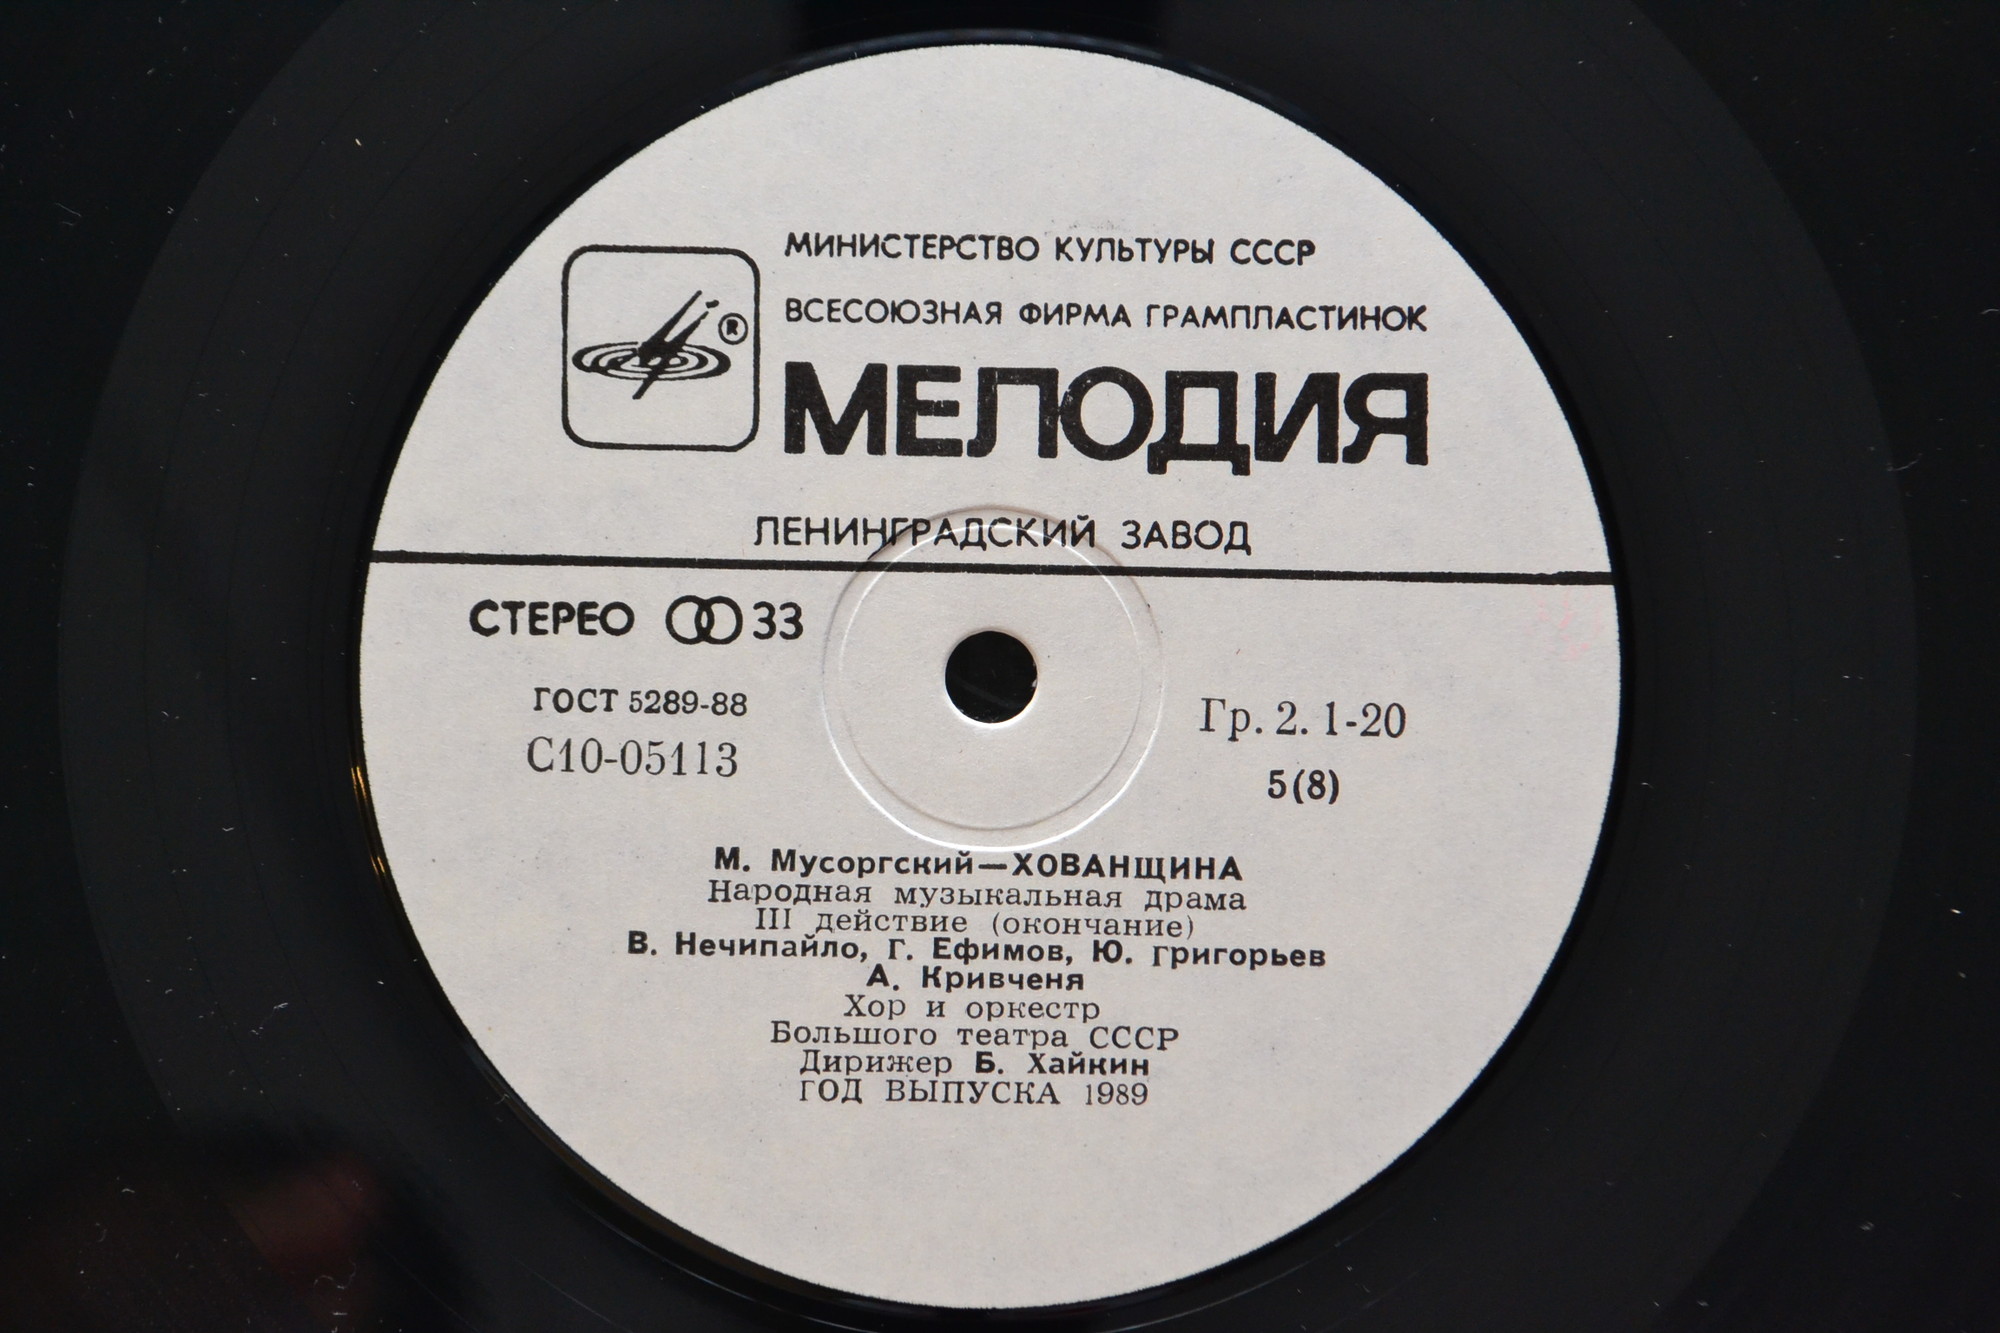 МИНИСТЕРСТВО КУЛЬТУРЫ СССР
ВСЕСОЮЗНАЯ ФИРМА ГРАМПЛАСТИНОК
®
МЕЛОДИЯ
ЛЕНИНГРАДСКИЙ ЗАВОД
СТЕРЕО 33
ГОСТ 5289-88
С10-05113
Гр. 2. 1-20
5(8)
М. Мусоргский—ХОВАНЩИНА
Народная музыкальная драма
III действие (окончание)
В. Нечипайло, Г. Ефимов, Ю. Григорьев
А. Кривченя
Хор и оркестр
Большого театра СССР
Дирижер Б. Хайкин
ГОД ВЫПУСКА 1989